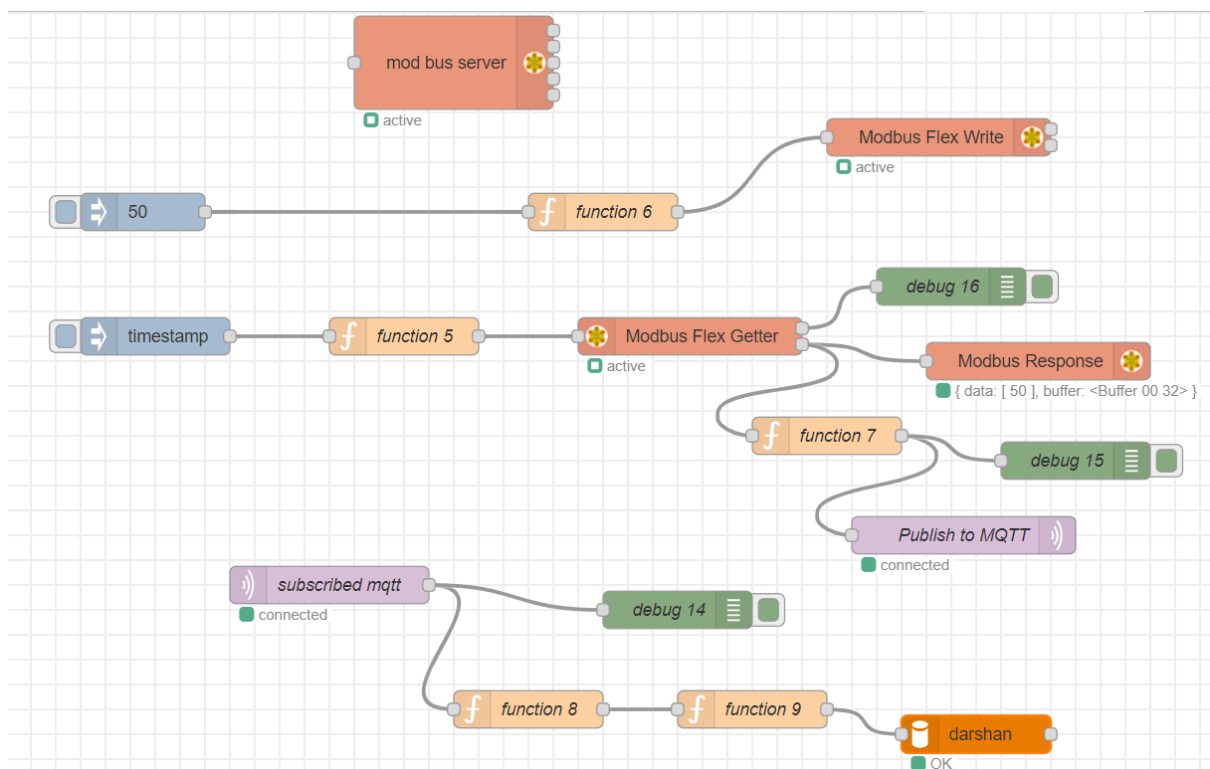 mod bus server
active
Modbus Flex Write
active
50
function 6
debug 16
timestamp
function 5
Modbus Flex Getter
active
Modbus Response
{ data: [ 50 ], buffer: <Buffer 00 32> }
function 7
debug 15
Publish to MQTT
connected
subscribed mqtt
connected
debug 14
function 8
function 9
darshan
OK